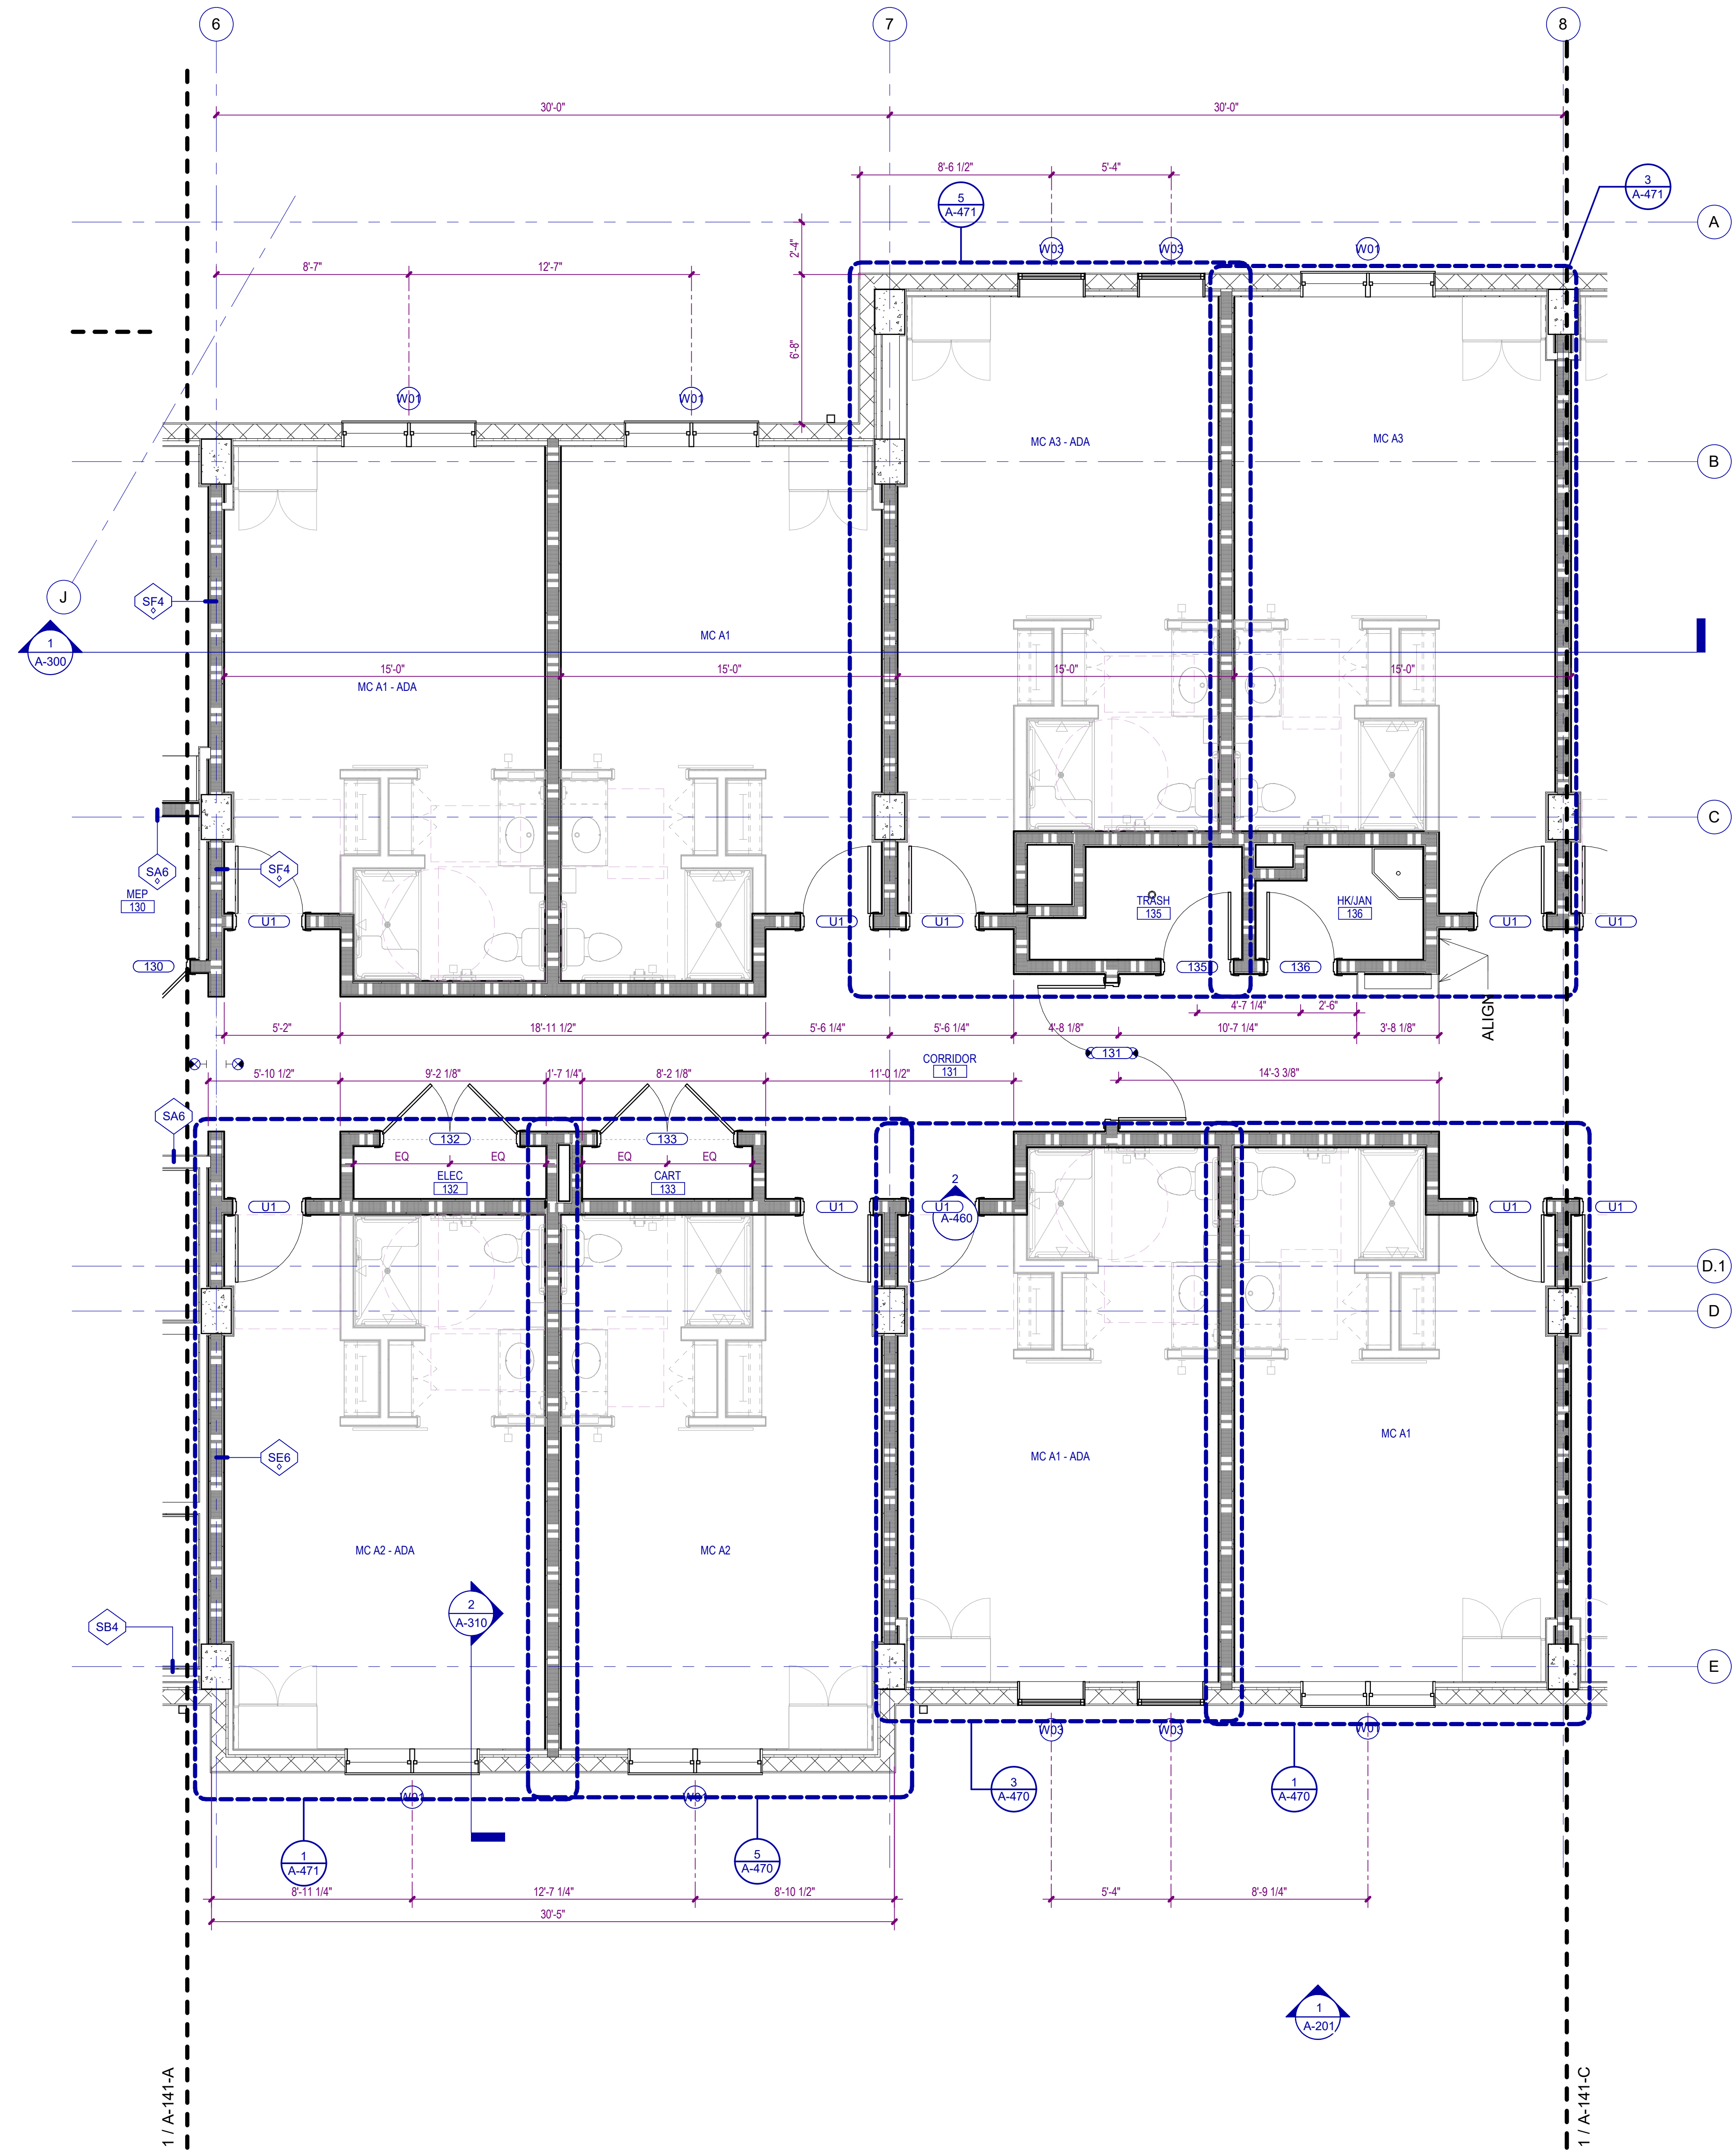 6
7
8
30'-0"
30'-0"
8'-6 1/2"
5'-4"
3
A-471
5
A-471
A
2'-4"
W03
W03
W01
8'-7"
12'-7"
6'-8"
W01
W01
MC A3 - ADA
MC A3
B
J
SF4
1
A-300
MC A1
15'-0"
15'-0"
15'-0"
15'-0"
MC A1 - ADA
C
SA6
SF4
MEP
130
TRASH
135
HK/JAN
136
U1
U1
U1
U1
U1
130
135
136
ALIGN
4'-7 1/4"
2'-6"
5'-2"
18'-11 1/2"
5'-6 1/4"
5'-6 1/4"
4'-8 1/8"
10'-7 1/4"
3'-8 1/8"
131
CORRIDOR
131
5'-10 1/2"
9'-2 1/8"
1'-7 1/4"
8'-2 1/8"
11'-0 1/2"
14'-3 3/8"
SA6
132
133
EQ
EQ
EQ
EQ
ELEC
132
CART
133
2
A-460
U1
U1
U1
U1
U1
D.1
D
SE6
MC A1 - ADA
MC A1
MC A2 - ADA
MC A2
2
A-310
SB4
E
W03
W03
W01
3
A-470
1
A-470
W01
W01
1
A-471
5
A-470
8'-11 1/4"
12'-7 1/4"
8'-10 1/2"
5'-4"
8'-9 1/4"
30'-5"
1
A-201
1 / A-141-A
1 / A-141-C